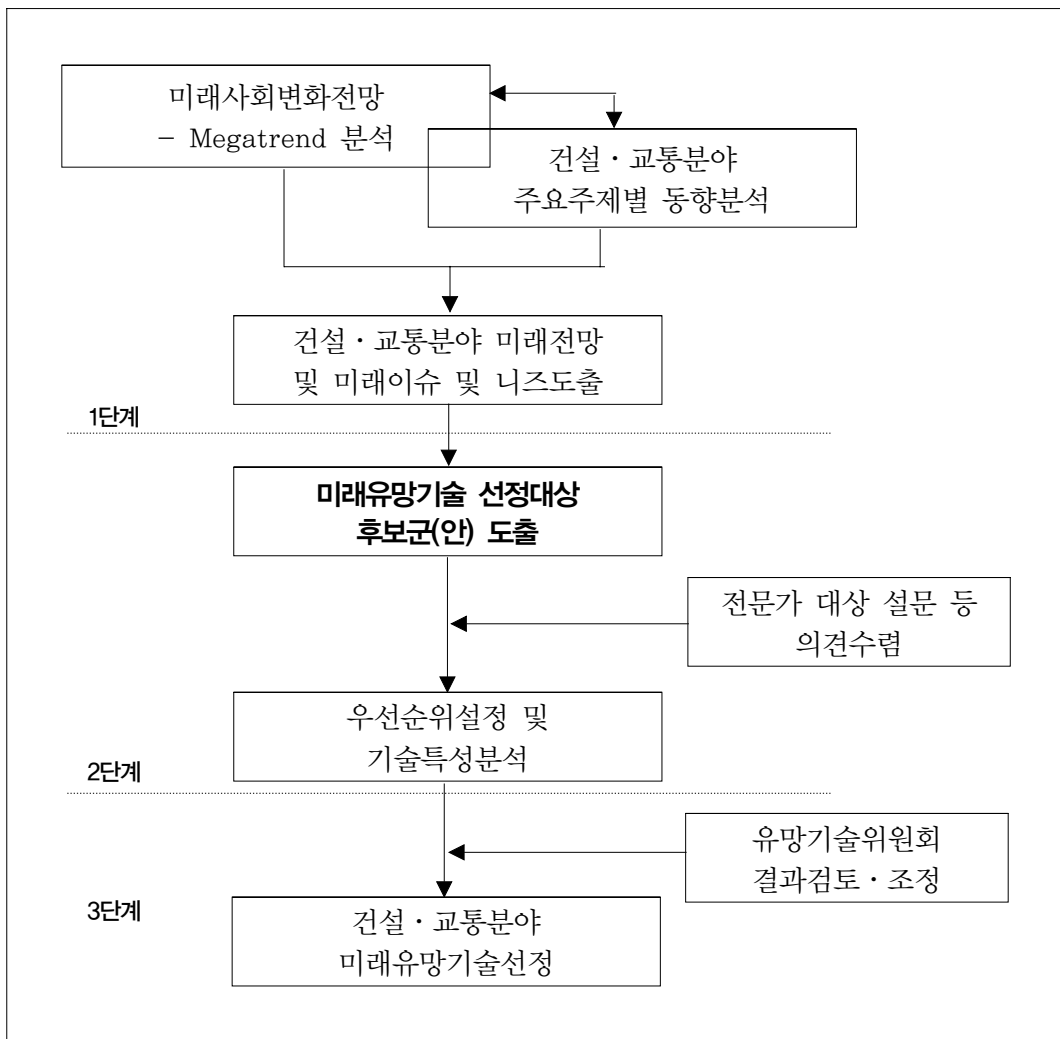 미래사회변화전망
- Megatrend 분석
건설·교통분야
주요주제별 동향분석
건설·교통분야 미래전망
및 미래이슈 및 니즈도출
1단계
미래유망기술 선정대상
후보군(안) 도출
전문가 대상 설문 등
의견수렴
우선순위설정 및
기술특성분석
2단계
유망기술위원회
결과검토·조정
3단계
건설·교통분야
미래유망기술선정